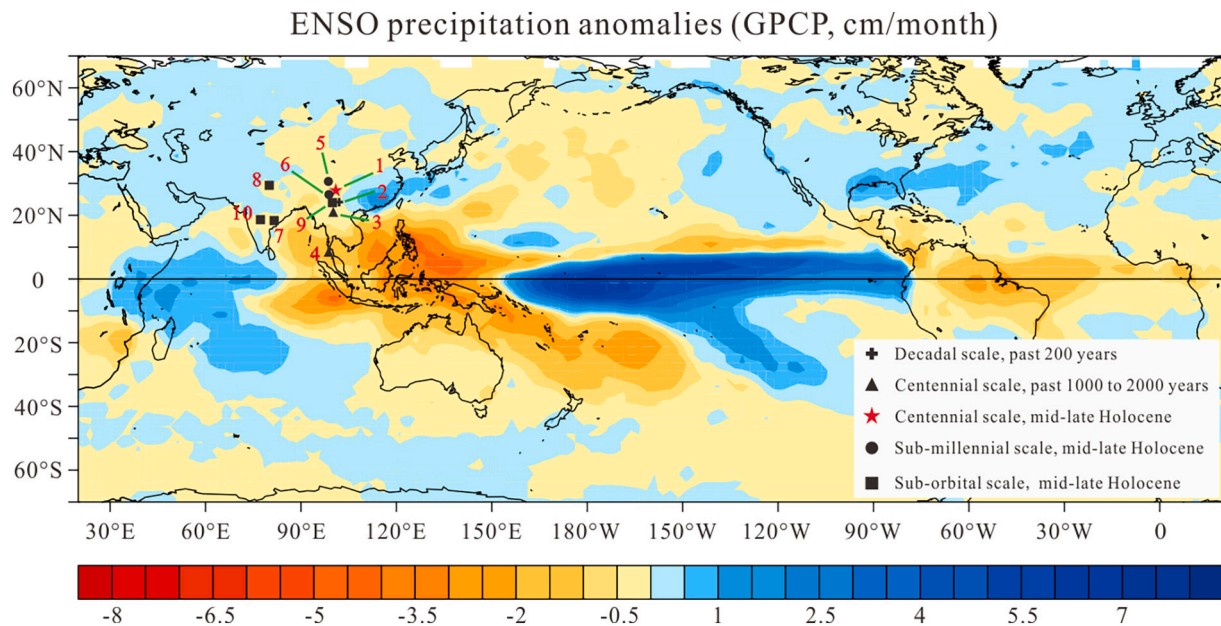 ENSO precipitation anomalies (GPCP, cm/month)
60°N
40°N
20°N
0
20°S
40°S
60°S
5
6
1
8
2
10
9
3
7
4
Decadal scale, past 200 years
Centennial scale, past 1000 to 2000 years
Centennial scale, mid-late Holocene
Sub-millennial scale, mid-late Holocene
Sub-orbital scale, mid-late Holocene
30°E 60°E 90°E 120°E 150°E 180°W 150°W 120°W 90°W 60°W 30°W 0
-8 -6.5 -5 -3.5 -2 -0.5 1 2.5 4 5.5 7